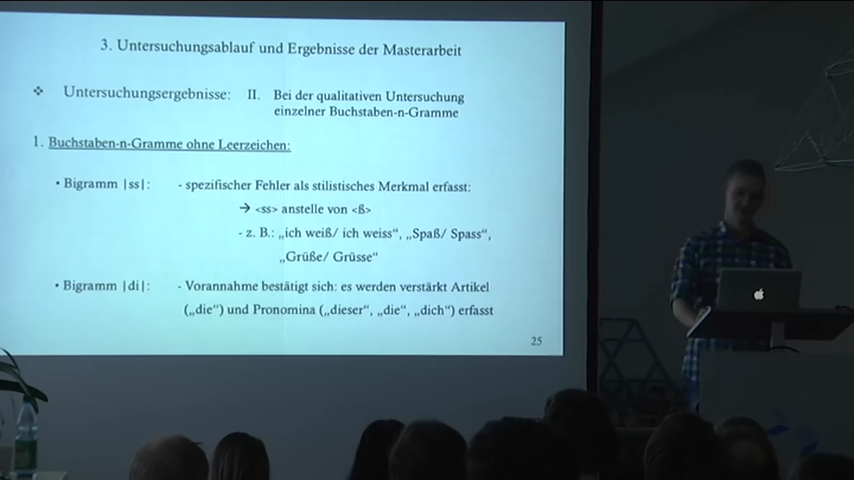 3. Untersuchungsablauf und Ergebnisse der Masterarbeit
❖ Untersuchungsergebnisse: II. Bei der qualitativen Untersuchung
einzelner Buchstaben-n-Gramme
1. Buchstaben-n-Gramme ohne Leerzeichen:
• Bigramm |ss|: - spezifischer Fehler als stilistisches Merkmal erfasst:
→ <ss> anstelle von <ß>
- z. B.: „ich weiß/ ich weiss“, „Spaß/ Spass“,
„Grüße/ Grüsse“
• Bigramm |di|: - Vorannahme bestätigt sich: es werden verstärkt Artikel
(„die“) und Pronomina („dieser“, „die“, „dich“) erfasst
25